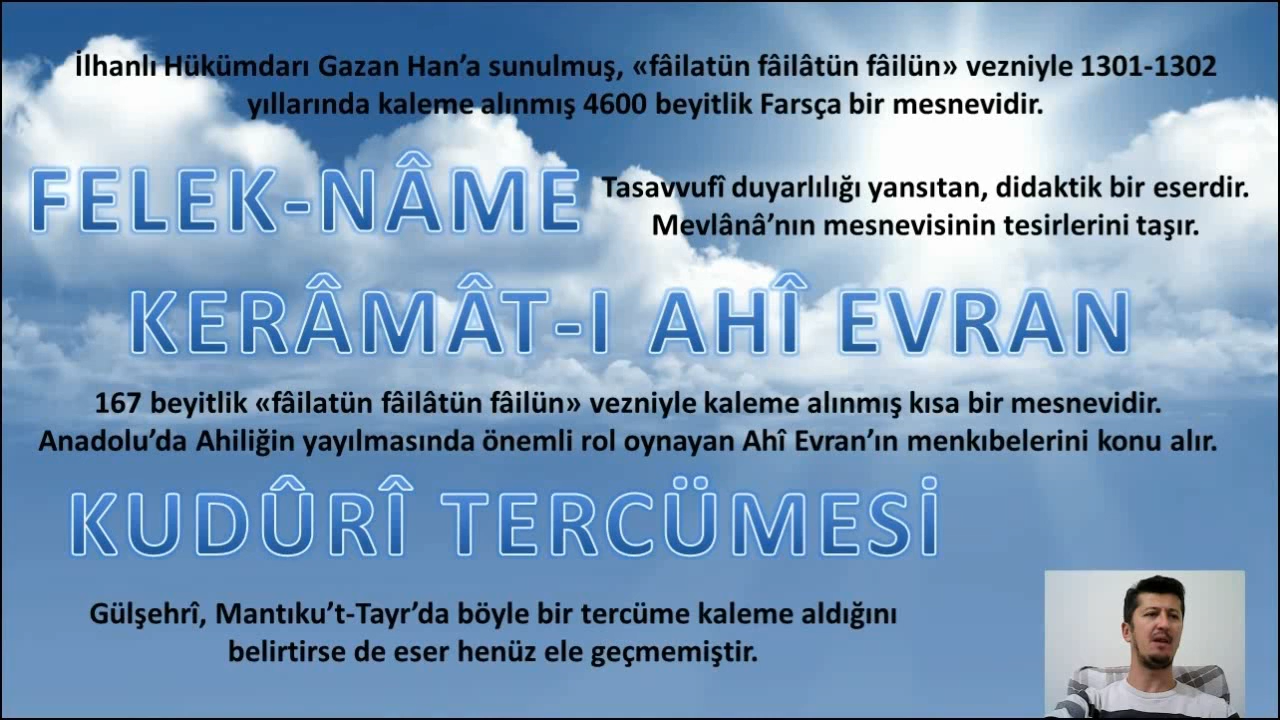 İlhanlı Hükümdarı Gazan Han’a sunulmuş, «fâilatün fâilâtün fâilün» vezniyle 1301-1302
yıllarında kaleme alınmış 4600 beyitlik Farsça bir mesnevidir.
FELEK-NÂME
Tasavvufî duyarlılığı yansıtan, didaktik bir eserdir.
Mevlânâ’nın mesnevisinin tesirlerini taşır.
KERÂMÂT-I AHÎ EVRAN
167 beyitlik «fâilatün fâilâtün fâilün» vezniyle kaleme alınmış kısa bir mesnevidir.
Anadolu’da Ahiliğin yayılmasında önemli rol oynayan Ahî Evran’ın menkıbelerini konu alır.
KUDÛRÎ TERCÜMESİ
Gülşehrî, Mantıku’t-Tayr’da böyle bir tercüme kaleme aldığını
belirtirse de eser henüz ele geçmemiştir.